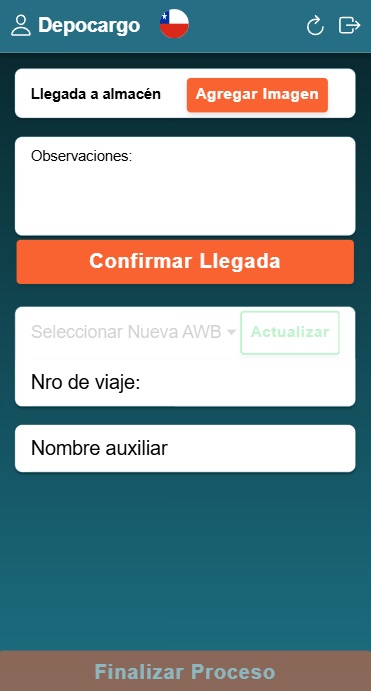 Depocargo
Llegada a almacén Agregar Imagen
Observaciones:
Confirmar Llegada
Seleccionar Nueva AWB Actualizar
Nro de viaje:
Nombre auxiliar
Finalizar Proceso